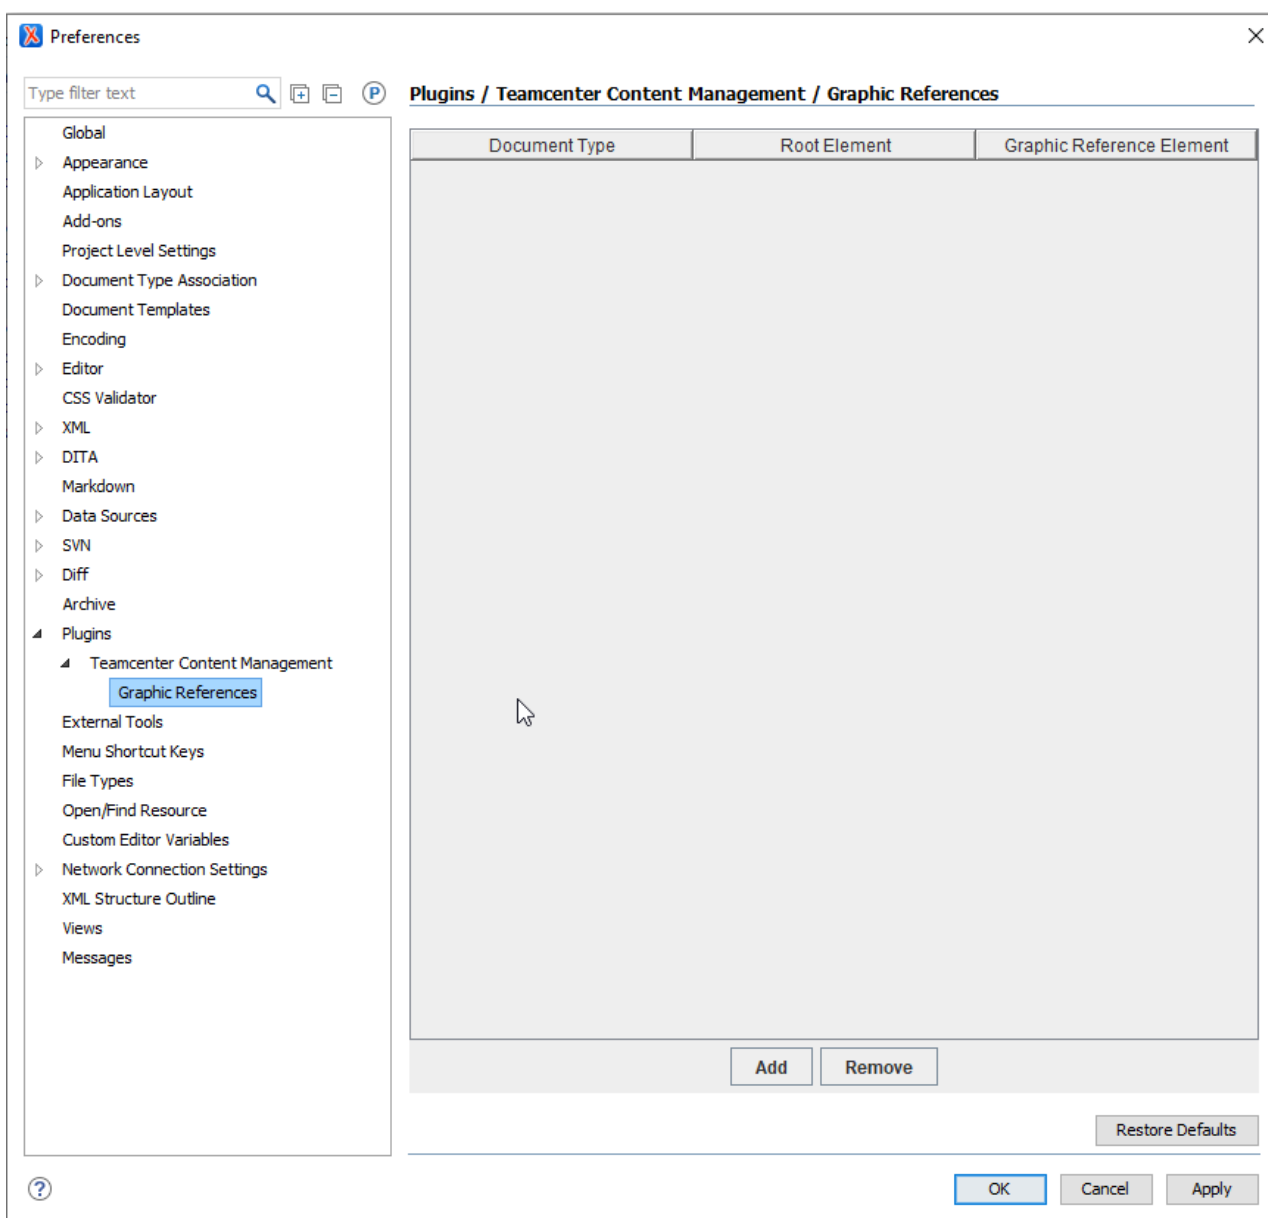 Preferences
Type filter text
P
Plugins / Teamcenter Content Management / Graphic References
Global
Appearance
Application Layout
Add-ons
Project Level Settings
Document Type Association
Document Templates
Encoding
Editor
CSS Validator
XML
DITA
Markdown
Data Sources
SVN
Diff
Archive
Plugins
Teamcenter Content Management
Graphic References
External Tools
Menu Shortcut Keys
File Types
Open/Find Resource
Custom Editor Variables
Network Connection Settings
XML Structure Outline
Views
Messages
Document Type Root Element Graphic Reference Element
Add Remove
Restore Defaults
? OK Cancel Apply